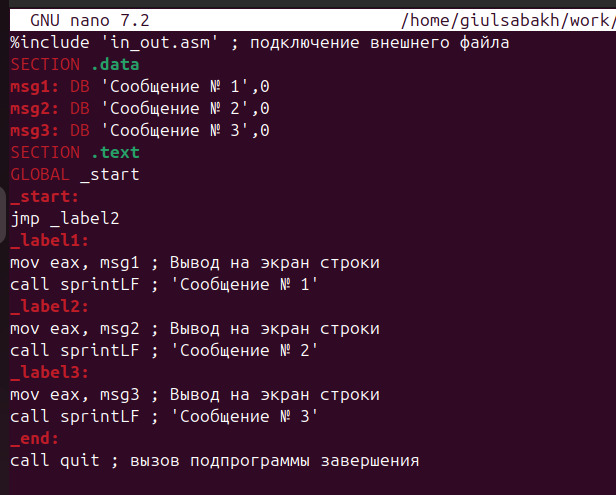 GNU nano 7.2 /home/giulsabakh/work/
%include 'in_out.asm' ; подключение внешнего файла
SECTION .data
msg1: DB 'Сообщение № 1',0
msg2: DB 'Сообщение № 2',0
msg3: DB 'Сообщение № 3',0
SECTION .text
GLOBAL _start
_start:
jmp _label2
_label1:
mov eax, msg1 ; Вывод на экран строки
call sprintLF ; 'Сообщение № 1'
_label2:
mov eax, msg2 ; Вывод на экран строки
call sprintLF ; 'Сообщение № 2'
_label3:
mov eax, msg3 ; Вывод на экран строки
call sprintLF ; 'Сообщение № 3'
_end:
call quit ; вызов подпрограммы завершения